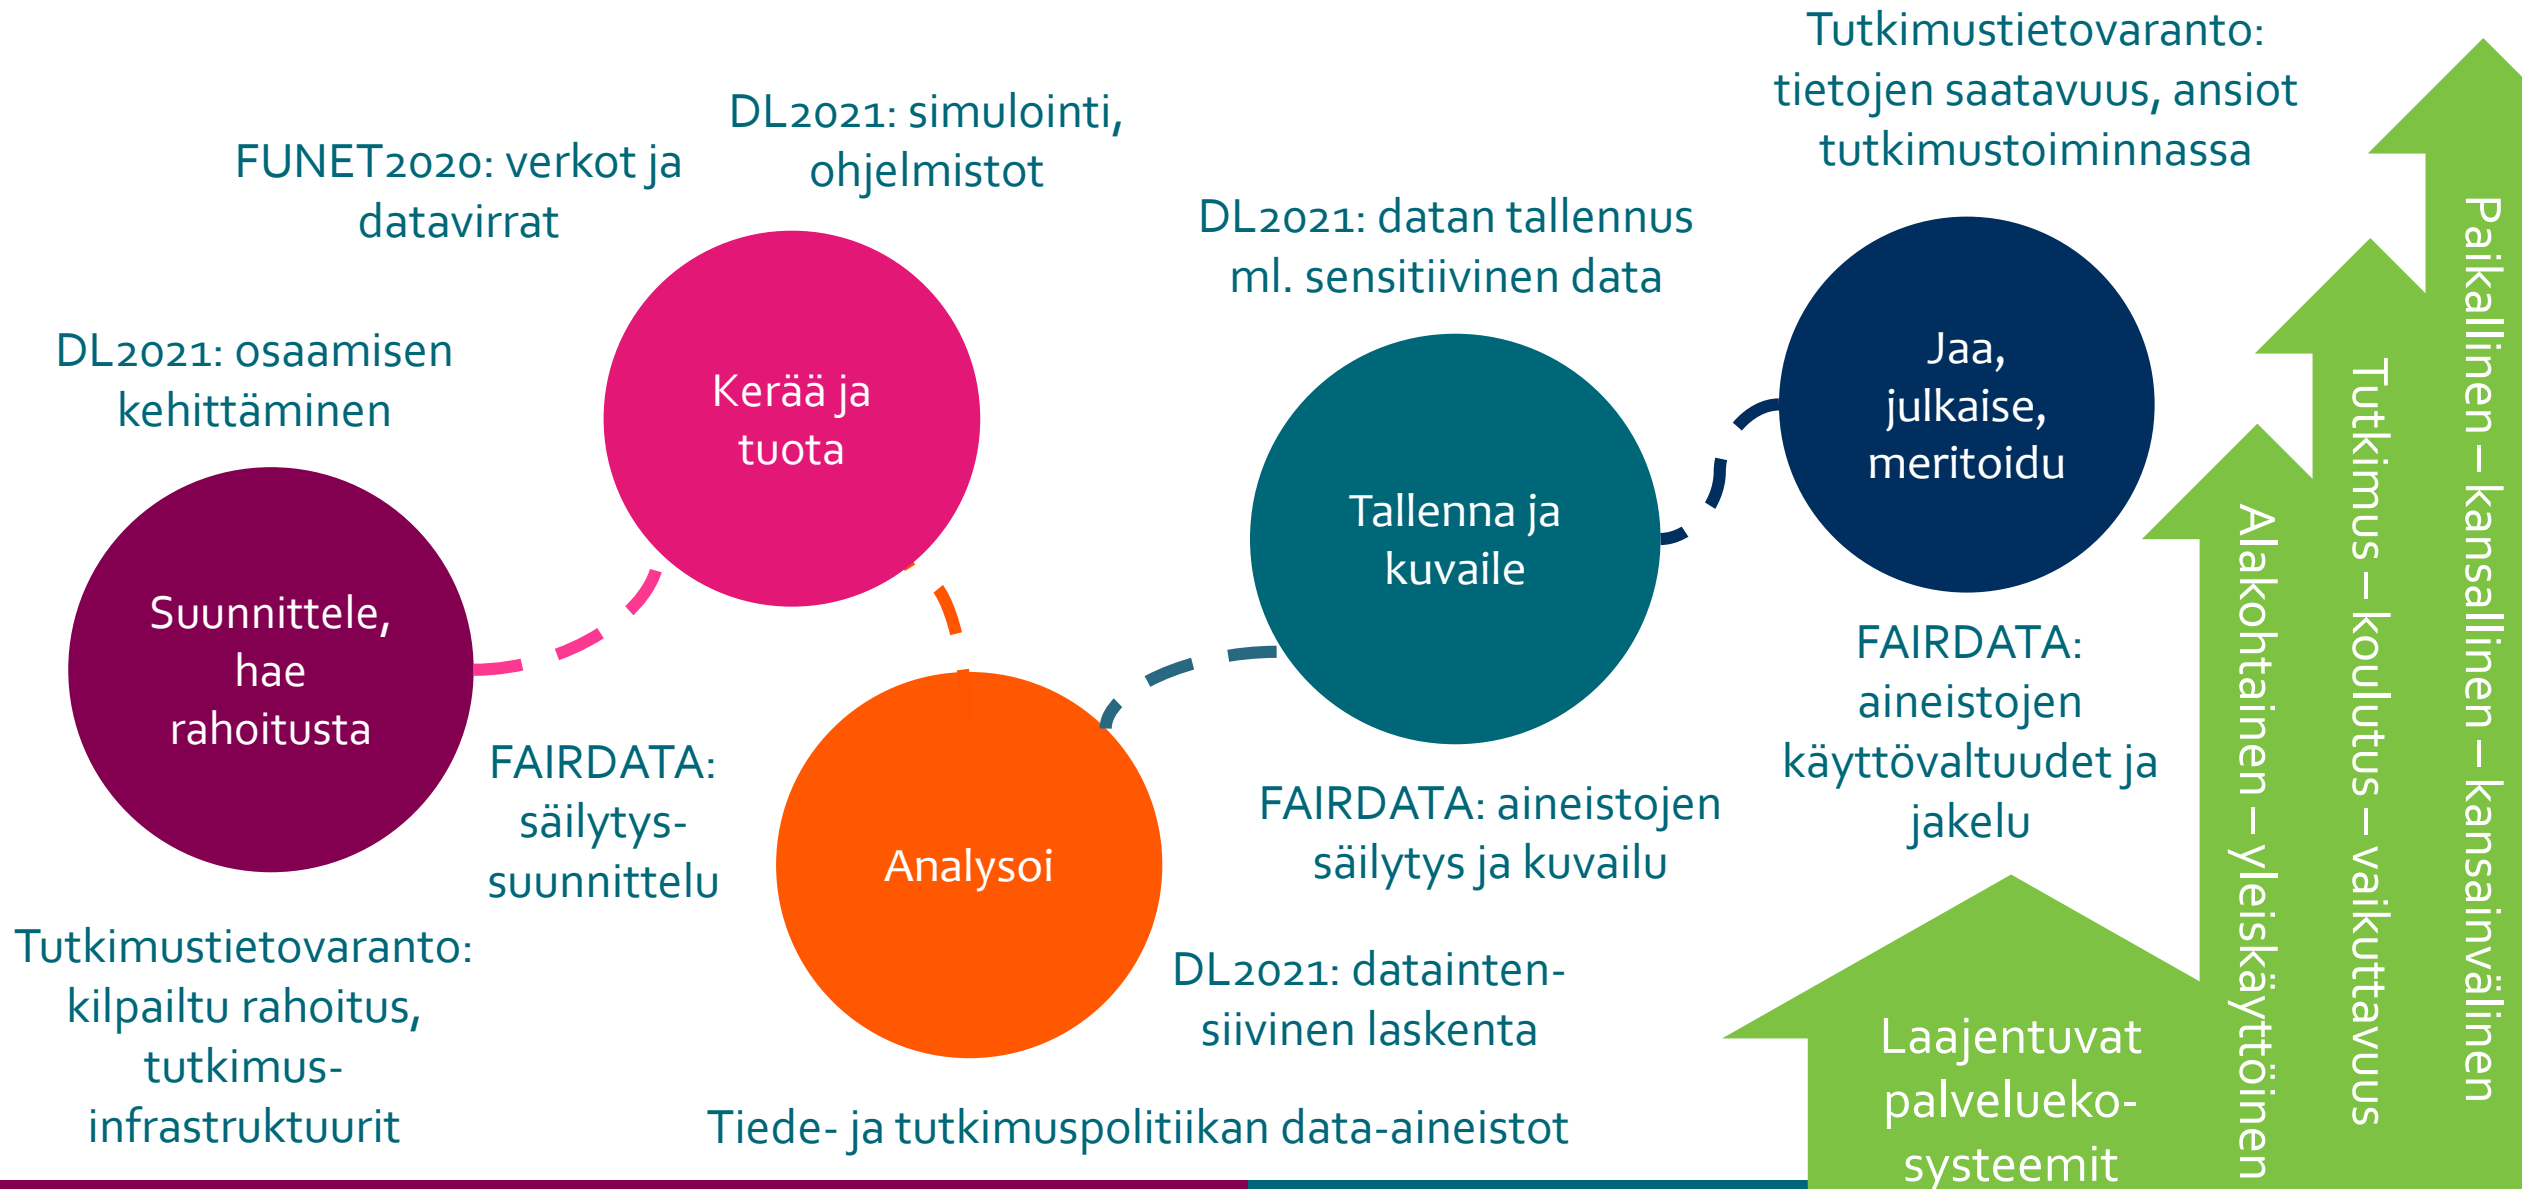 DL2021: osaamisen
kehittäminen
Suunnittele,
hae
rahoitusta
Tutkimustietovaranto:
kilpailtu rahoitus,
tutkimus-
infrastruktuurit
FUNET2020: verkot ja
datavirrat
DL2021: simulointi,
ohjelmistot
Kerää ja
tuota
FAIRDATA:
säilytys-
suunnittelu
Analysoi
DL2021: datainten-
siivinen laskenta
Tiede- ja tutkimuspolitiikan data-aineistot
DL2021: datan tallennus
ml. sensitiivinen data
Tallenna ja
kuvaile
FAIRDATA: aineistojen
säilytys ja kuvailu
Tutkimustietovaranto:
tietojen saatavuus, ansiot
tutkimustoiminnassa
Jaa,
julkaise,
meritoidu
FAIRDATA:
aineistojen
käyttövaltuudet ja
jakelu
Laajentuvat
palvelueko-
systeemit
Alakohtainen – yleiskäyttöinen
Tutkimus – koulutus – vaikuttavuus
Paikallinen – kansallinen – kansainvälinen